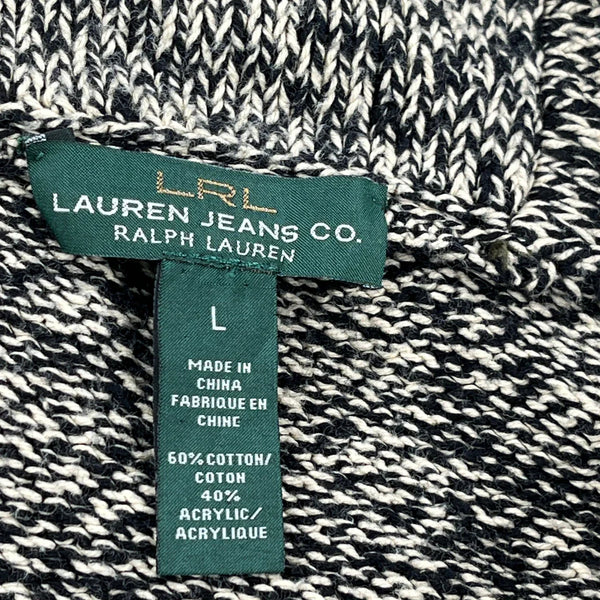 LRL
LAUREN JEANS CO.
RALPH LAUREN
L
MADE IN
CHINA
FABRIQUE EN
CHINE
60% COTTON/
COTON
40%
ACRYLIC/
ACRYLIQUE